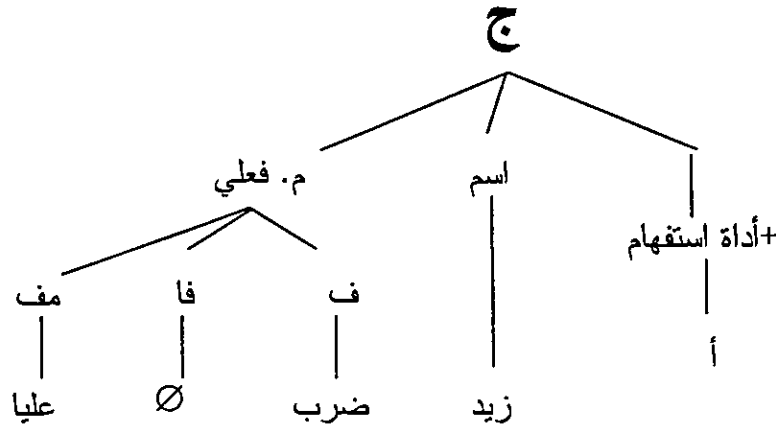 ج
م. فعلي اسم
+أداة استفهام
ف فا مف
أ
زيد ضرب Ø عليا